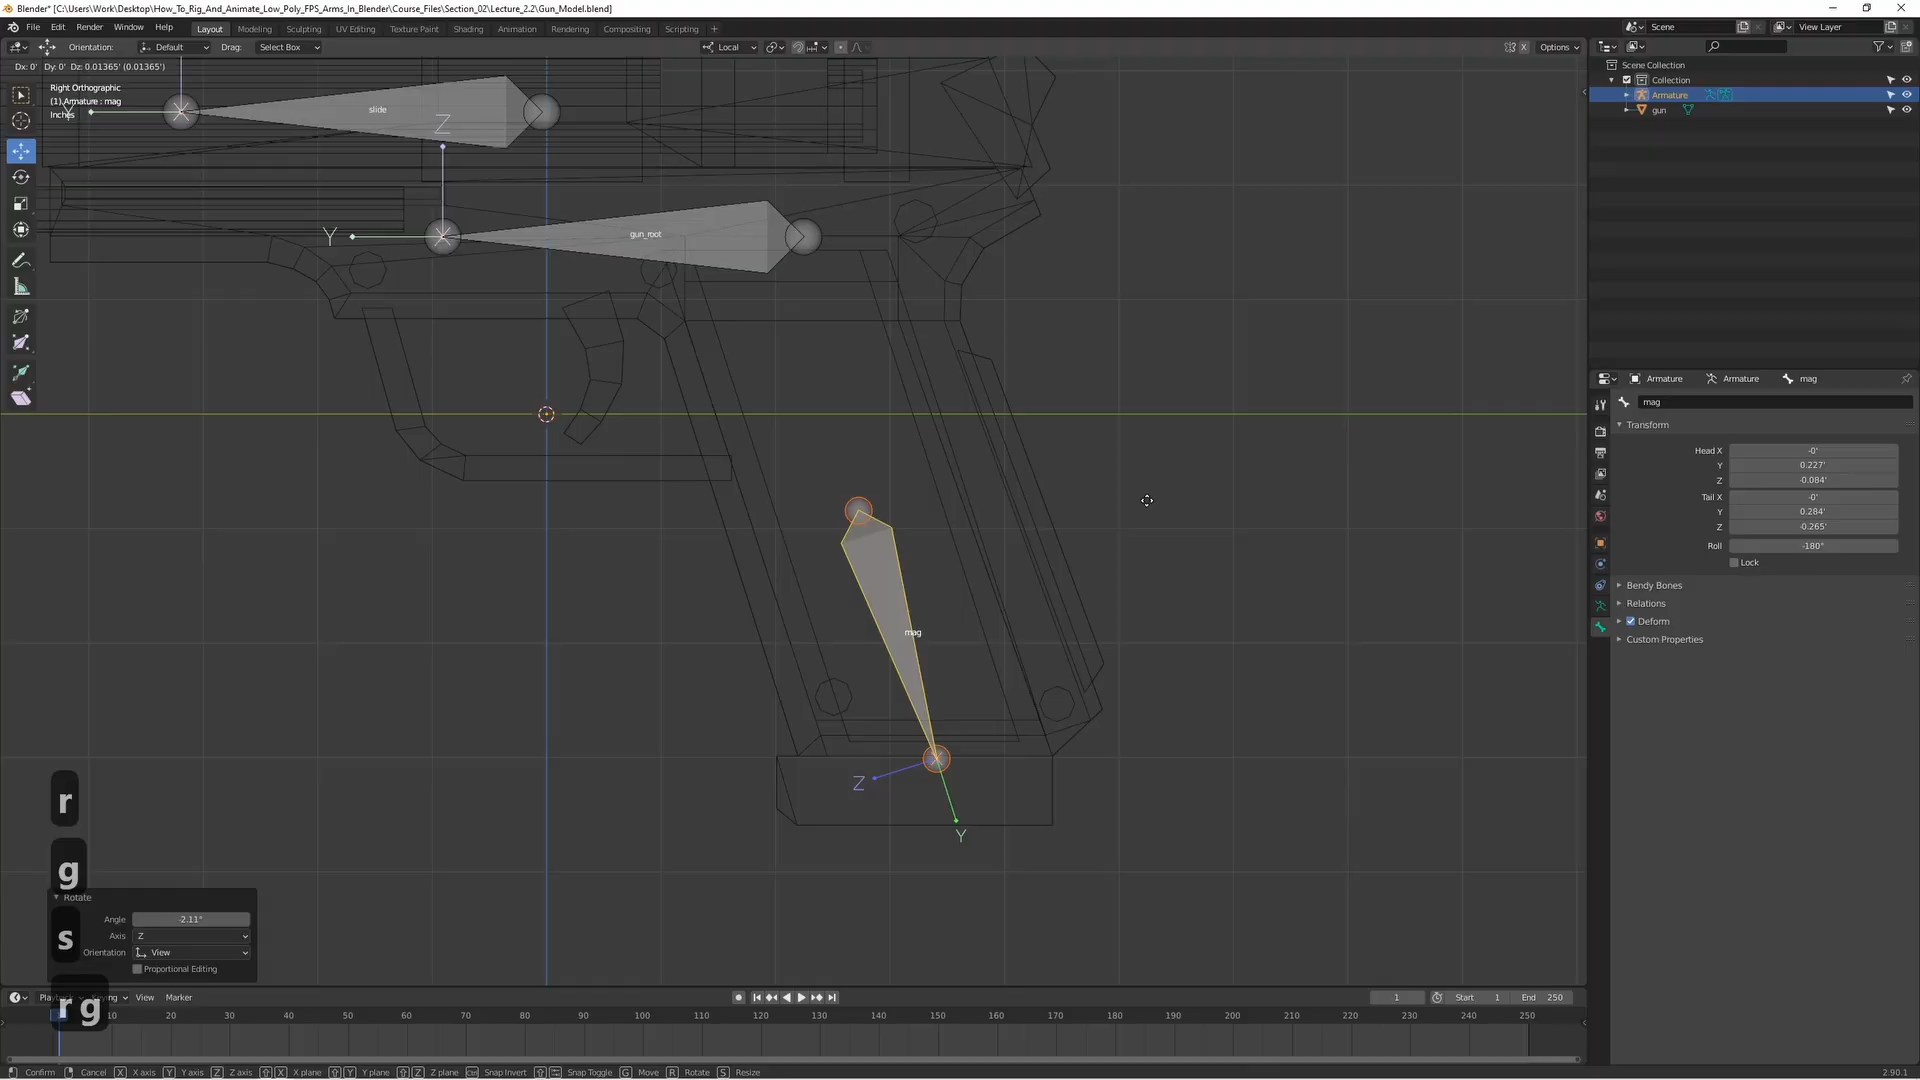 Blender* [C:\Users\Work\Desktop\How_To_Rig_And_Animate_Low_Poly_FPS_Arms_In_Blender\Course_Files\Section_02\Lecture_2.2\Gun_Model.blend]
File Edit Render Window Help Layout Modeling Sculpting UV Editing Texture Paint Shading Animation Rendering Compositing Scripting + Scene View Layer
Orientation: Default Drag: Select Box Local Options
Dx: 0' Dy: 0' Dz: 0.01365' (0.01365')
Right Orthographic
(1) Armature : mag
Inches
Scene Collection
Collection
Armature
gun
slide
Z
Y
gun_root
Y
mag
Z
Y
Armature Armature mag
mag
Transform
Head X -0'
Y 0.227'
Z -0.084'
Tail X -0'
Y 0.284'
Z -0.265'
Roll -180°
Lock
Bendy Bones
Relations
Deform
Custom Properties
r
g
s
r g
Rotate
Angle -2.11°
Axis Z
Orientation View
Proportional Editing
View Marker 1 Start 1 End 250
10 20 30 40 50 60 70 80 90 100 110 120 130 140 150 160 170 180 190 200 210 220 230 240 250
Confirm Cancel X X axis Y Y axis Z Z axis X X plane Y Y plane Z Z plane Ctrl Snap Invert Snap Toggle G Move R Rotate S Resize 2.90.1